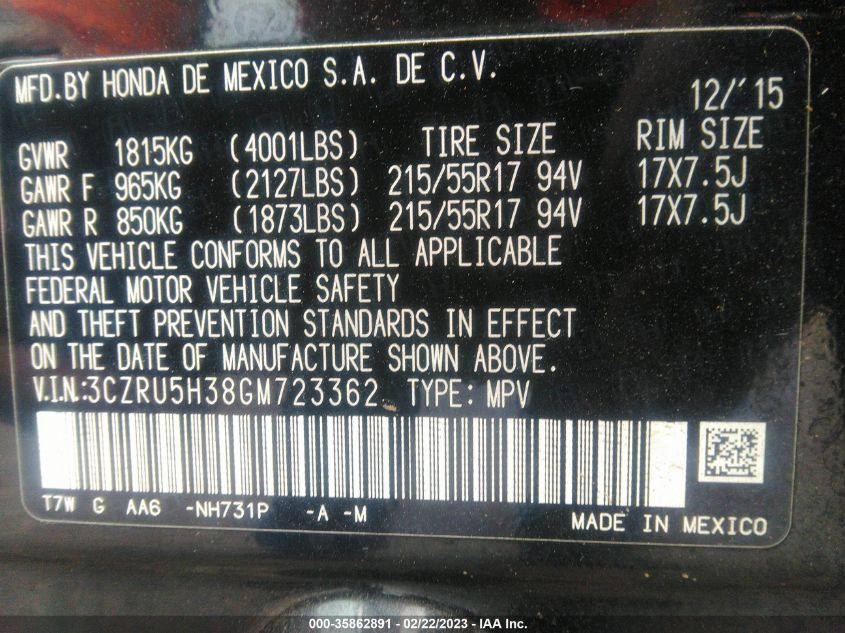 MFD.BY HONDA DE MEXICO S.A. DE C.V.
12/'15
GVWR 1815KG (4001LBS) TIRE SIZE RIM SIZE
GAWR F 965KG (2127LBS) 215/55R17 94V 17X7.5J
GAWR R 850KG (1873LBS) 215/55R17 94V 17X7.5J
THIS VEHICLE CONFORMS TO ALL APPLICABLE
FEDERAL MOTOR VEHICLE SAFETY
AND THEFT PREVENTION STANDARDS IN EFFECT
ON THE DATE OF MANUFACTURE SHOWN ABOVE.
V.I.N.:3CZRU5H38GM723362 TYPE: MPV
T7W G AA6 -NH731P -A -M
MADE IN MEXICO
000-35862891 - 02/22/2023 - © IAA Inc.